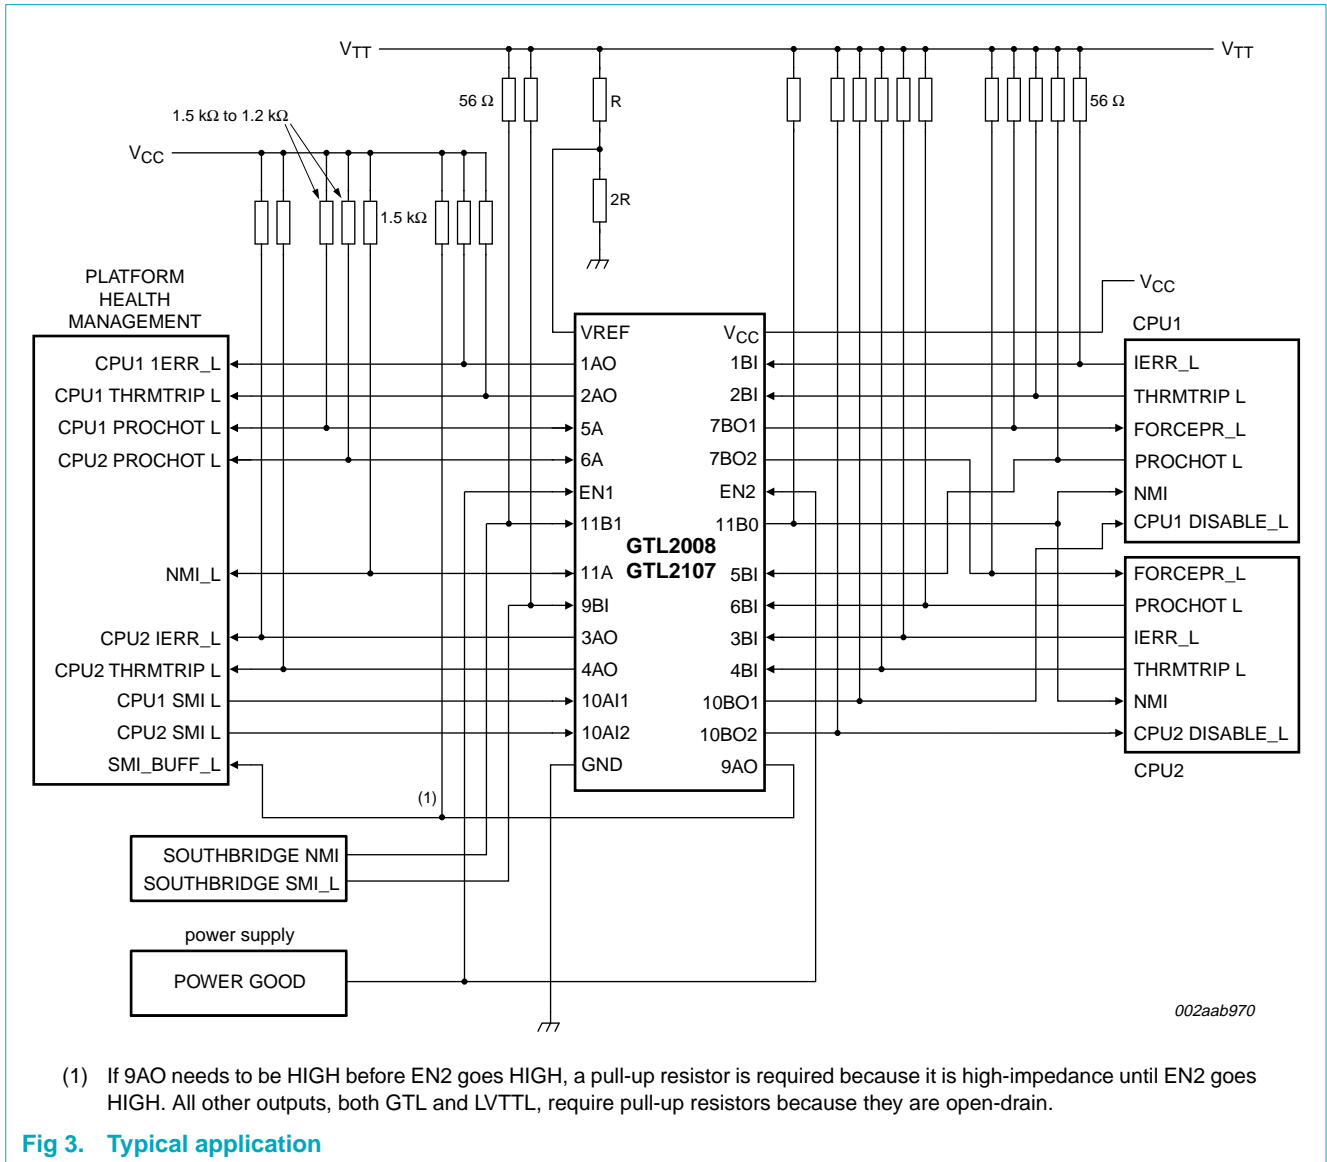 VTT
VTT
56 Ω
R
56 Ω
1.5 kΩ to 1.2 kΩ
VCC
2R
1.5 kΩ
PLATFORM
HEALTH
MANAGEMENT
VCC
CPU1
VREF
VCC
CPU1 1ERR_L
1AO
1BI
IERR_L
CPU1 THRMTRIP L
2AO
2BI
THRMTRIP L
CPU1 PROCHOT L
5A
7BO1
FORCEPR_L
CPU2 PROCHOT L
6A
7BO2
PROCHOT L
EN1
EN2
NMI
11B1
11B0
CPU1 DISABLE_L
GTL2008
GTL2107
NMI_L
11A
5BI
FORCEPR_L
9BI
6BI
PROCHOT L
CPU2 IERR_L
3AO
3BI
IERR_L
CPU2 THRMTRIP L
4AO
4BI
THRMTRIP L
CPU1 SMI L
10AI1
10BO1
NMI
CPU2 SMI L
10AI2
10BO2
CPU2 DISABLE_L
SMI_BUFF_L
GND
9AO
CPU2
(1)
SOUTHBRIDGE NMI
SOUTHBRIDGE SMI_L
power supply
POWER GOOD
002aab970
(1) If 9AO needs to be HIGH before EN2 goes HIGH, a pull-up resistor is required because it is high-impedance until EN2 goes
HIGH. All other outputs, both GTL and LVTTL, require pull-up resistors because they are open-drain.
Fig 3. Typical application